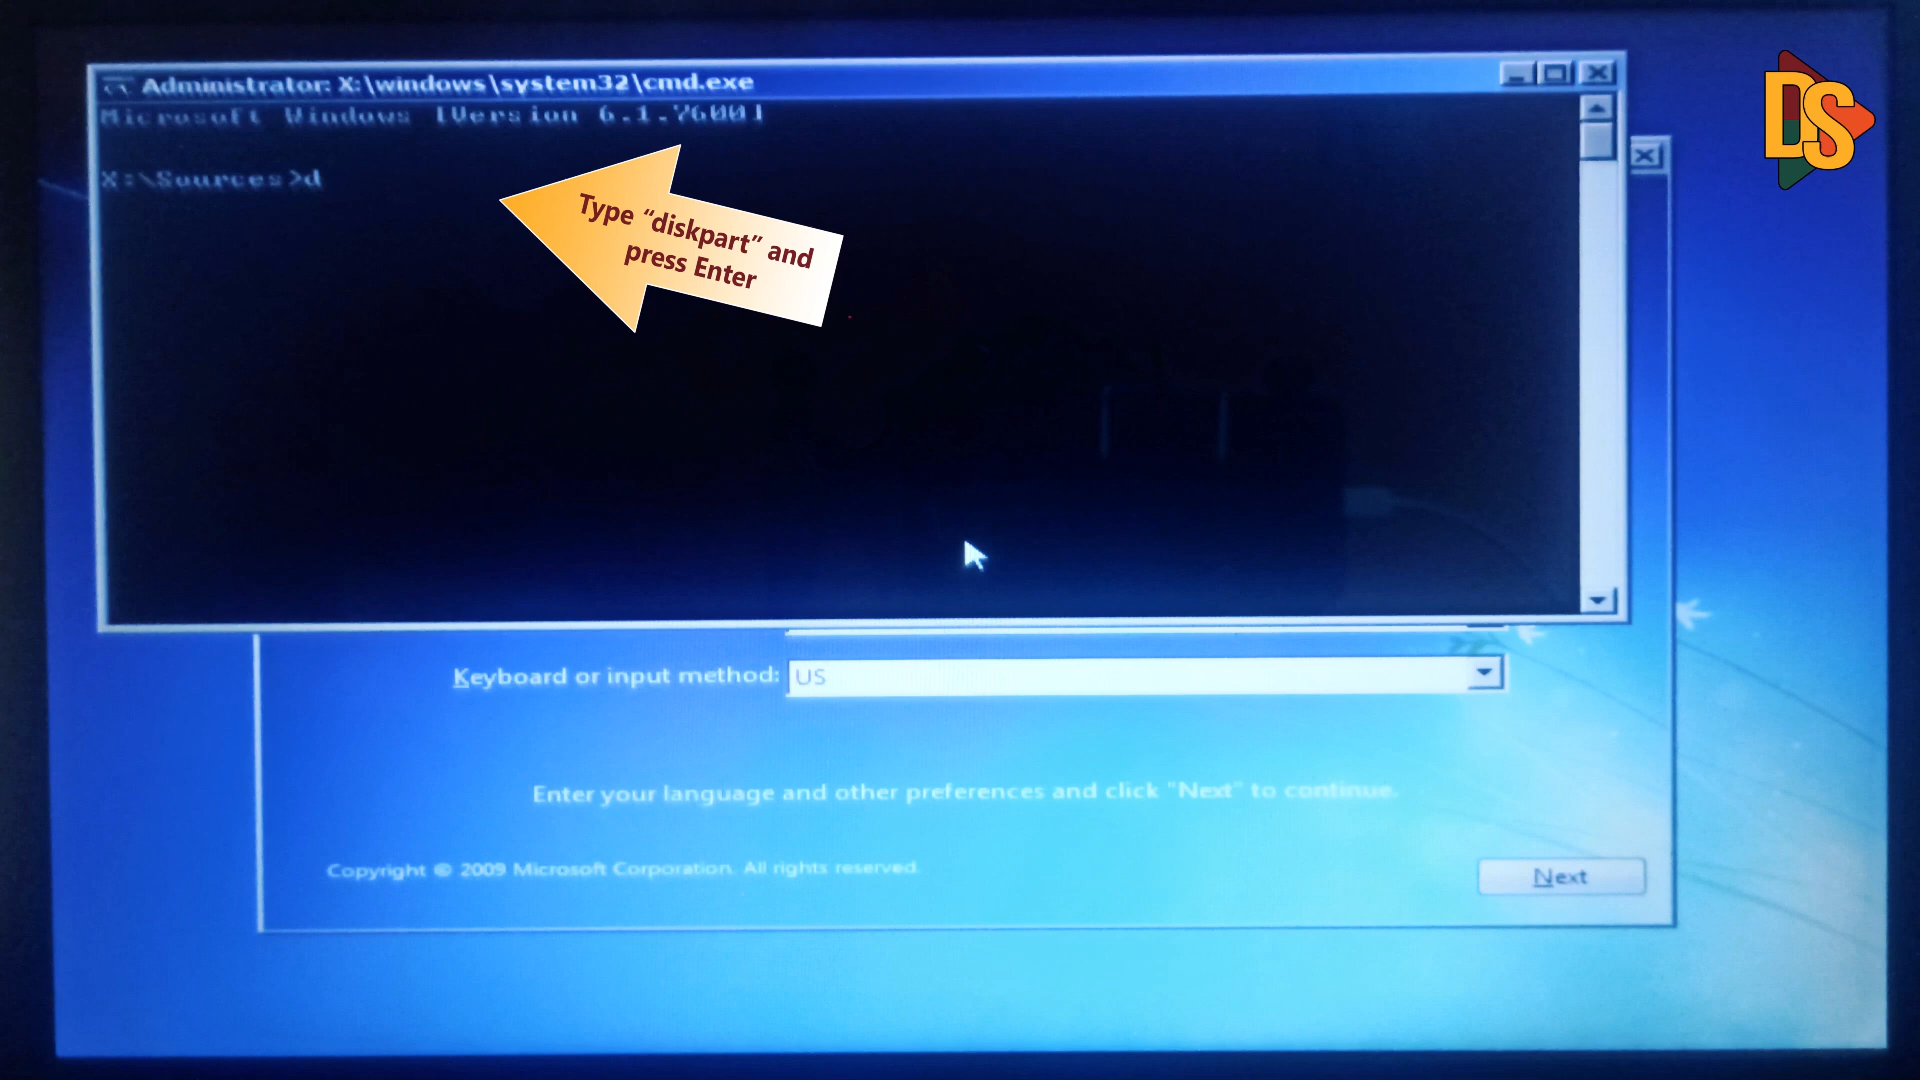 Administrator: X:\windows\system32\cmd.exe
Microsoft Windows [Version 6.1.7600]
X:\Sources>d
Type “diskpart” and
press Enter
DS
Keyboard or input method: US
Enter your language and other preferences and click "Next" to continue.
Copyright © 2009 Microsoft Corporation. All rights reserved.
Next